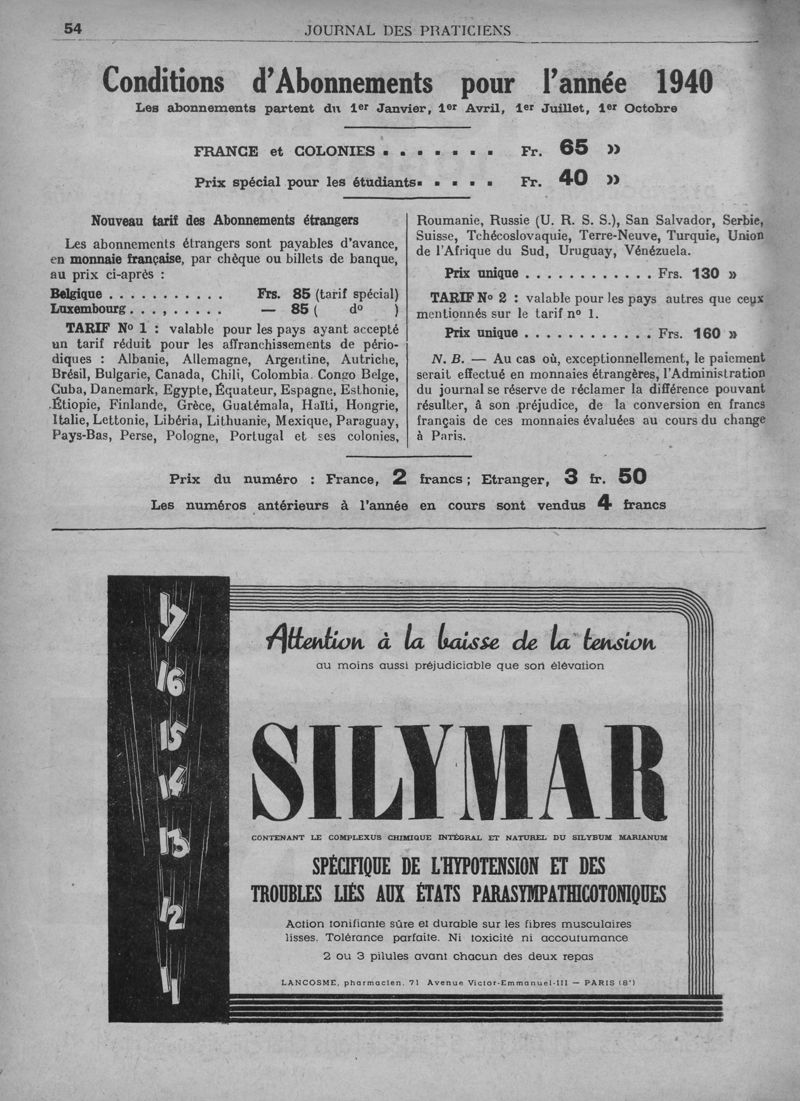 54
JOURNAL DES PRATICIENS
Conditions d'Abonnements pour l'année 1940
Les abonnements partent du 1er Janvier, 1er Avril, 1er Juillet, 1er Octobre
FRANCE et COLONIES . . . . . . . Fr. 65 »
Prix spécial pour les étudiants. . . . . Fr. 40 »
Nouveau tarif des Abonnements étrangers
Les abonnements étrangers sont payables d'avance,
en monnaie française, par chèque ou billets de banque,
au prix ci-après :
Belgique . . . . . . . . . . . Frs. 85 (tarif spécial)
Luxembourg . . . , . . . . . — 85 ( do )
TARIF No 1 : valable pour les pays ayant accepté
un tarif réduit pour les affranchissements de pério-
diques : Albanie, Allemagne, Argentine, Autriche,
Brésil, Bulgarie, Canada, Chili, Colombia. Congo Belge,
Cuba, Danemark, Egypte, Équateur, Espagne, Esthonie,
Étiopie, Finlande, Grèce, Guatémala, Haïti, Hongrie,
Italie, Lettonie, Libéria, Lithuanie, Mexique, Paraguay,
Pays-Bas, Perse, Pologne, Portugal et ses colonies,
Roumanie, Russie (U. R. S. S.), San Salvador, Serbie,
Suisse, Tchécoslovaquie, Terre-Neuve, Turquie, Union
de l'Afrique du Sud, Uruguay, Vénézuela.
Prix unique . . . . . . . . . . . . Frs. 130 »
TARIF No 2 : valable pour les pays autres que ceux
mentionnés sur le tarif no 1.
Prix unique . . . . . . . . . . . . Frs. 160 »
N. B. — Au cas où, exceptionnellement, le paiement
serait effectué en monnaies étrangères, l'Administration
du journal se réserve de réclamer la différence pouvant
résulter, à son préjudice, de la conversion en francs
français de ces monnaies évaluées au cours du change
à Paris.
Prix du numéro : France, 2 francs ; Etranger, 3 fr. 50
Les numéros antérieurs à l'année en cours sont vendus 4 francs
17
16
15
14
13
12
11
Attention à la baisse de la tension
au moins aussi préjudiciable que son élévation
SILYMAR
CONTENANT LE COMPLEXUS CHIMIQUE INTÉGRAL ET NATUREL DU SILYBUM MARIANUM
SPÉCIFIQUE DE L'HYPOTENSION ET DES
TROUBLES LIÉS AUX ÉTATS PARASYMPATHICOTONIQUES
Action tonifiante sûre et durable sur les fibres musculaires
lisses. Tolérance parfaite. Ni toxicité ni accoutumance
2 ou 3 pilules avant chacun des deux repas
LANCOSME, pharmacien. 71 Avenue Victor-Emmanuel-III — PARIS (8e)